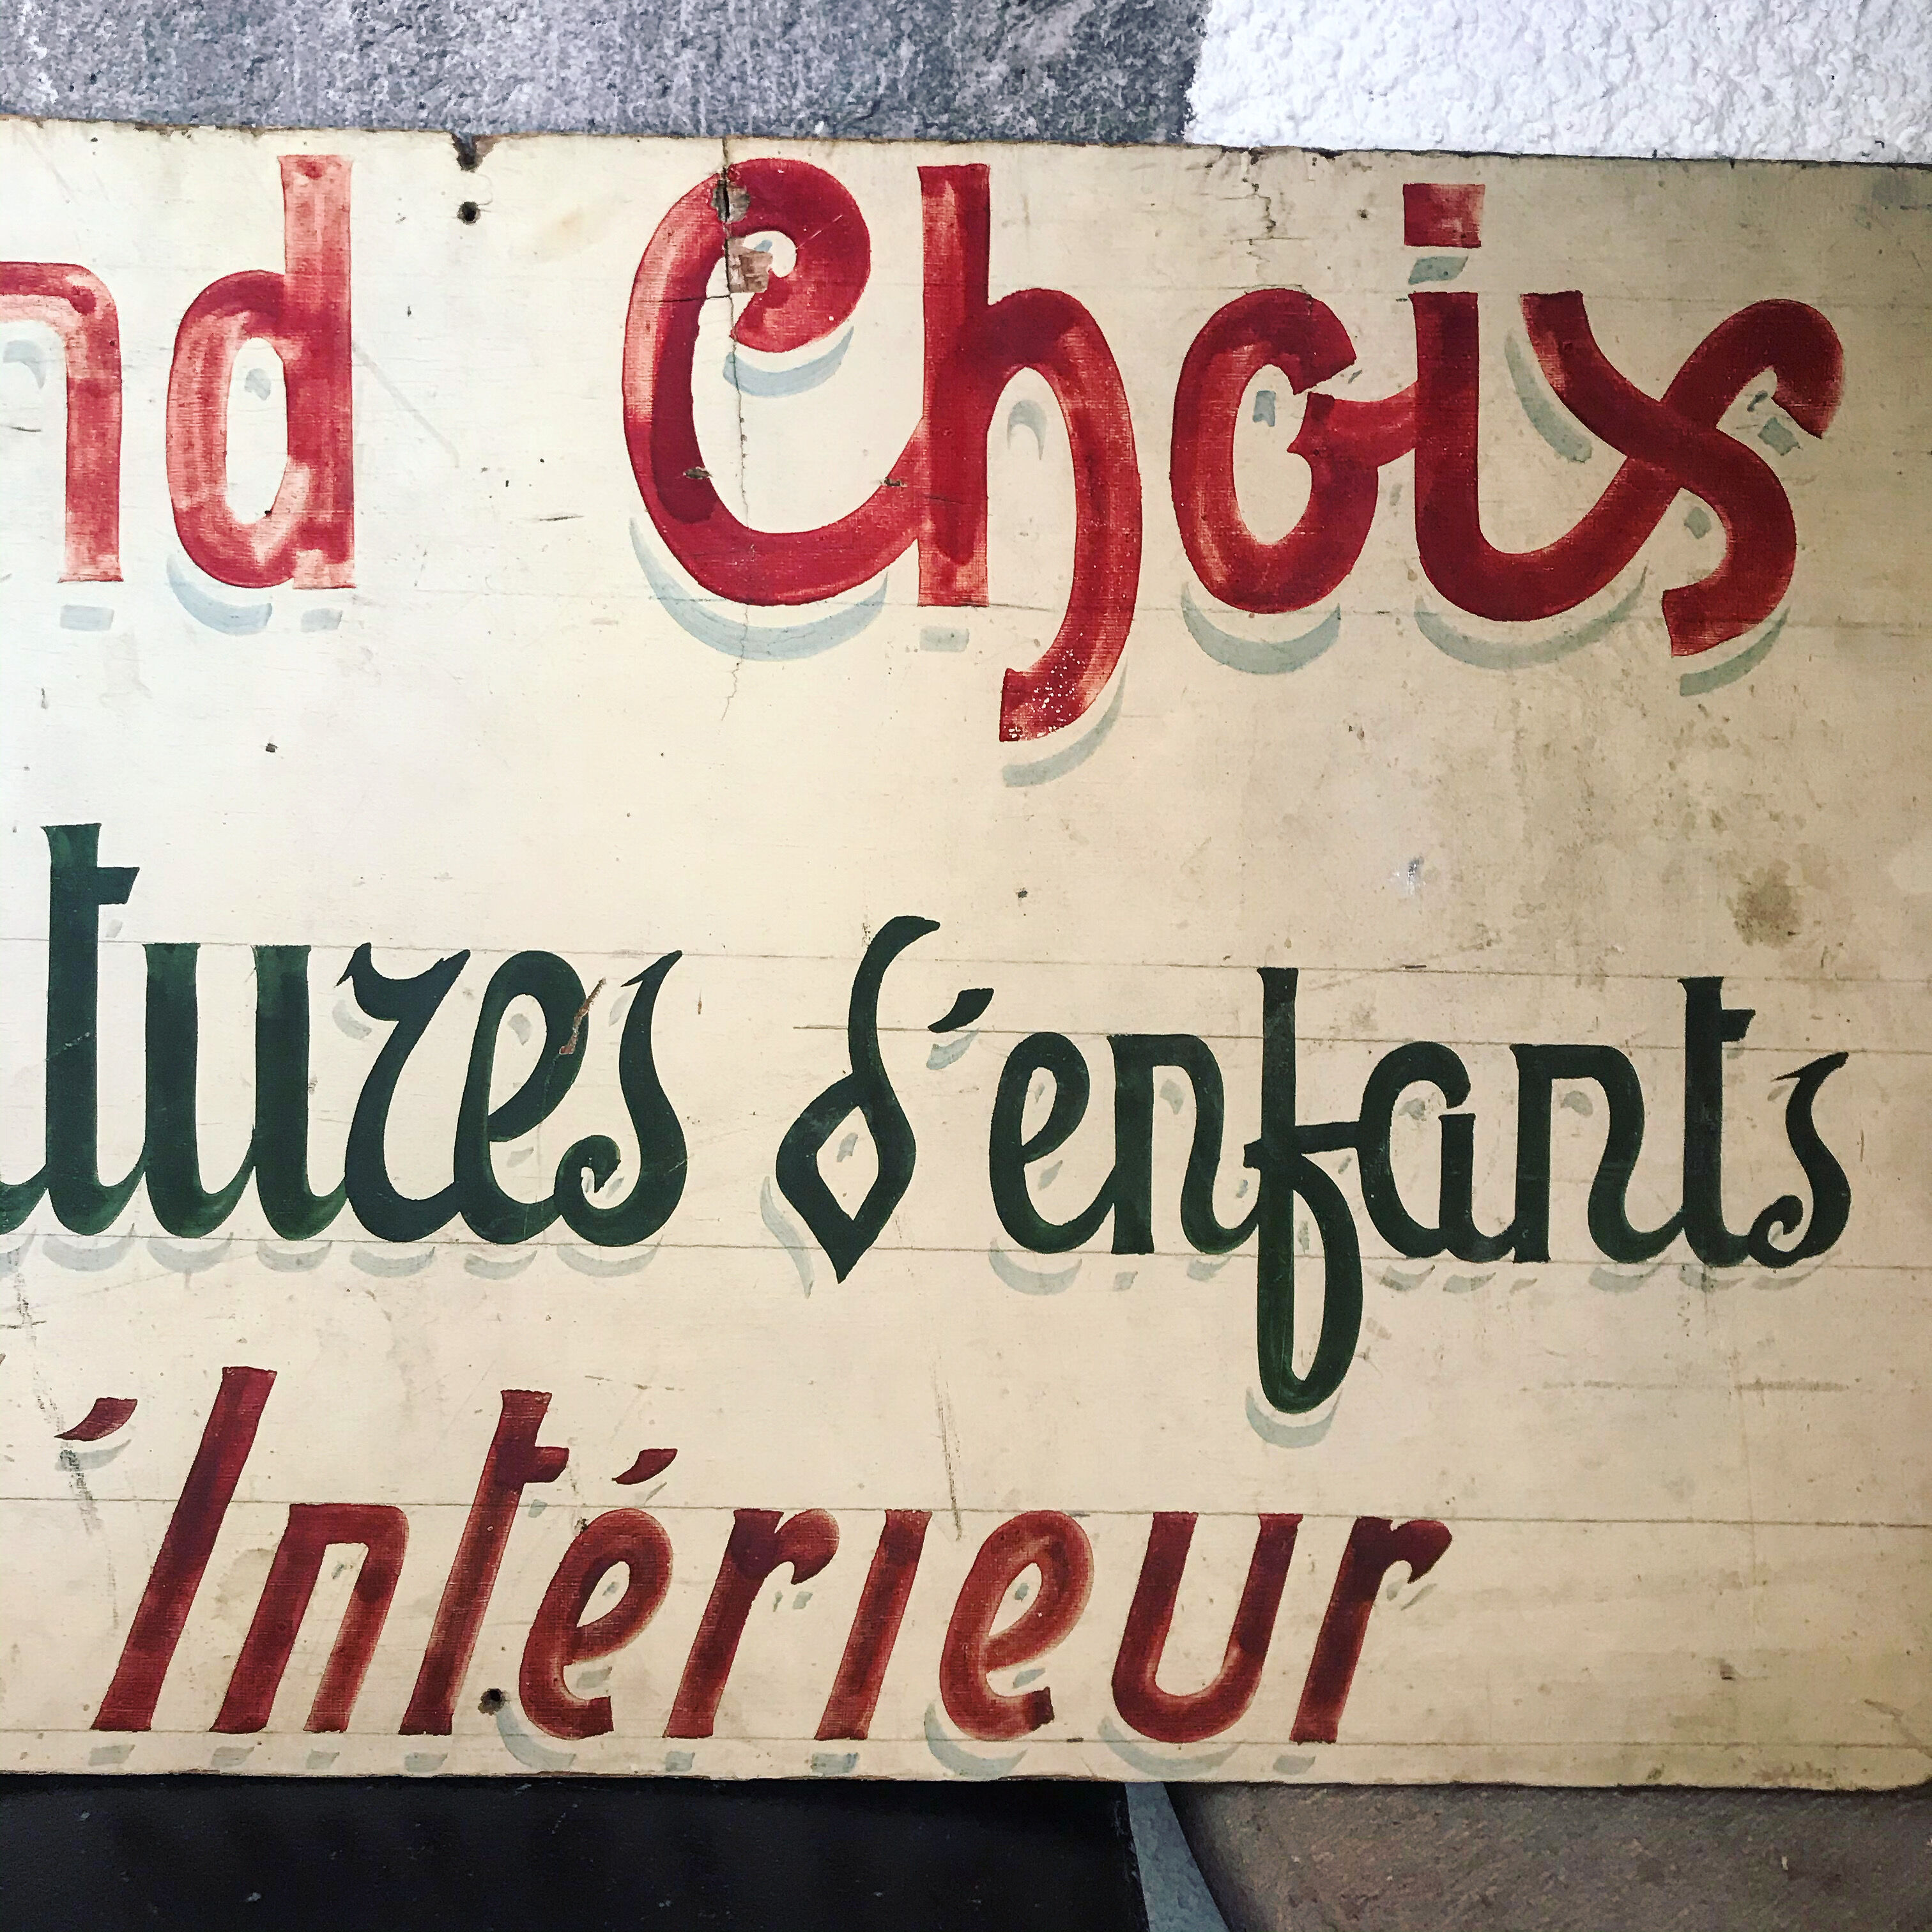 nd Choix
tures d'enfants
'Intérieur